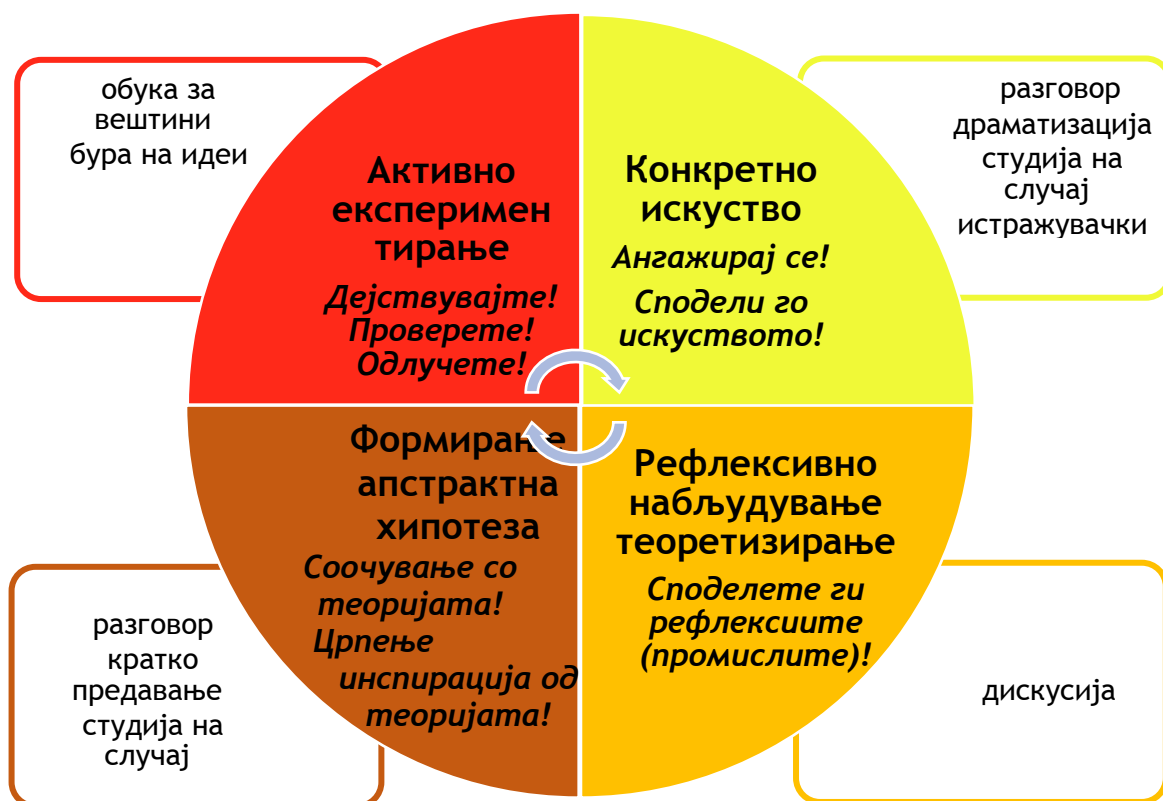 обука за
вештини
бура на идеи
Активно
експеримен
тирање
Дејствувајте!
Проверете!
Одлучете!
Конкретно
искуство
Ангажирај се!
Сподели го
искуството!
разговор
драматизација
студија на
случај
истражувачки
Формирање
апстрактна
хипотеза
Соочување со
теоријата!
Црпење
инспирација од
теоријата!
разговор
кратко
предавање
студија на
случај
Рефлексивно
набљудување
теоретизирање
Споделете ги
рефлексиите
(промислите)!
дискусија